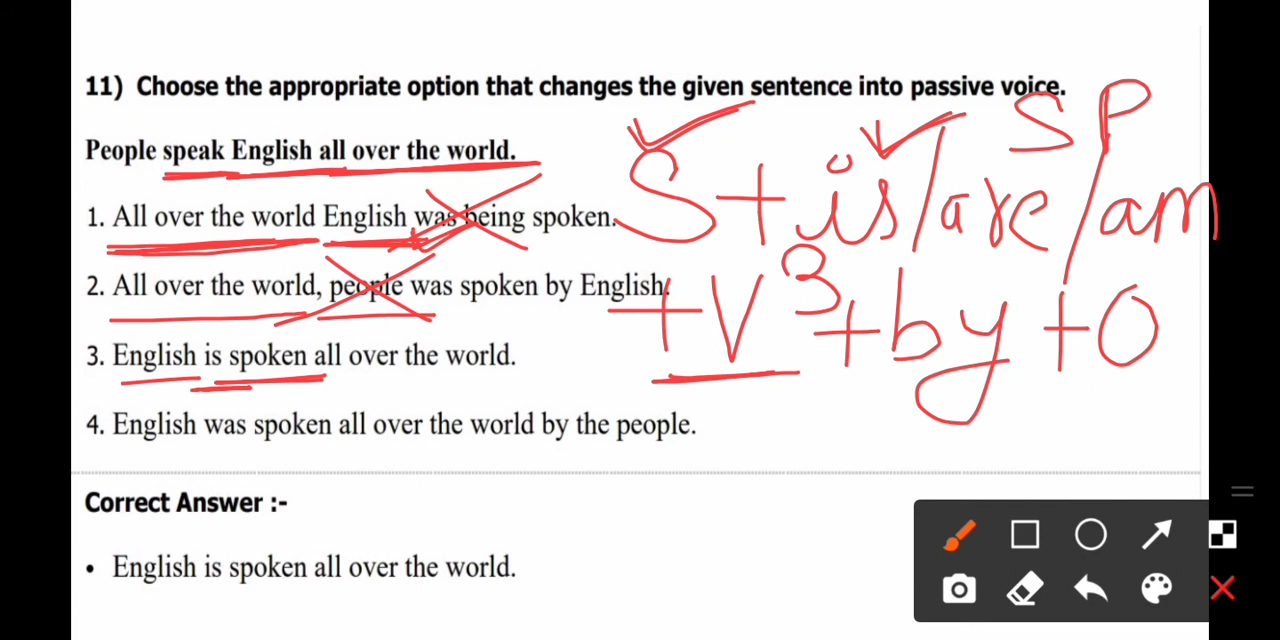 11) Choose the appropriate option that changes the given sentence into passive voice.
SP
People speak English all over the world.
S + is/are/am
1. All over the world English was being spoken.
2. All over the world, people was spoken by English.
+ V3 + by + O
3. English is spoken all over the world.
4. English was spoken all over the world by the people.
Correct Answer :-
• English is spoken all over the world.